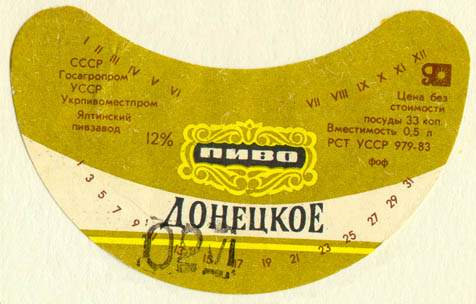 I II III IV V VI
VII VIII IX X XI XII
СССР
Госагропром
УССР
Укрпивоместпром
Ялтинский
пивзавод
12%
ПИВО
Цена без
стоимости
посуды 33 коп.
Вместимость 0,5 л
РСТ УССР 979-83
фоф
ДОНЕЦКОЕ
1 3 5 7 9 13 15 17 19 21 23 25 27 29 31